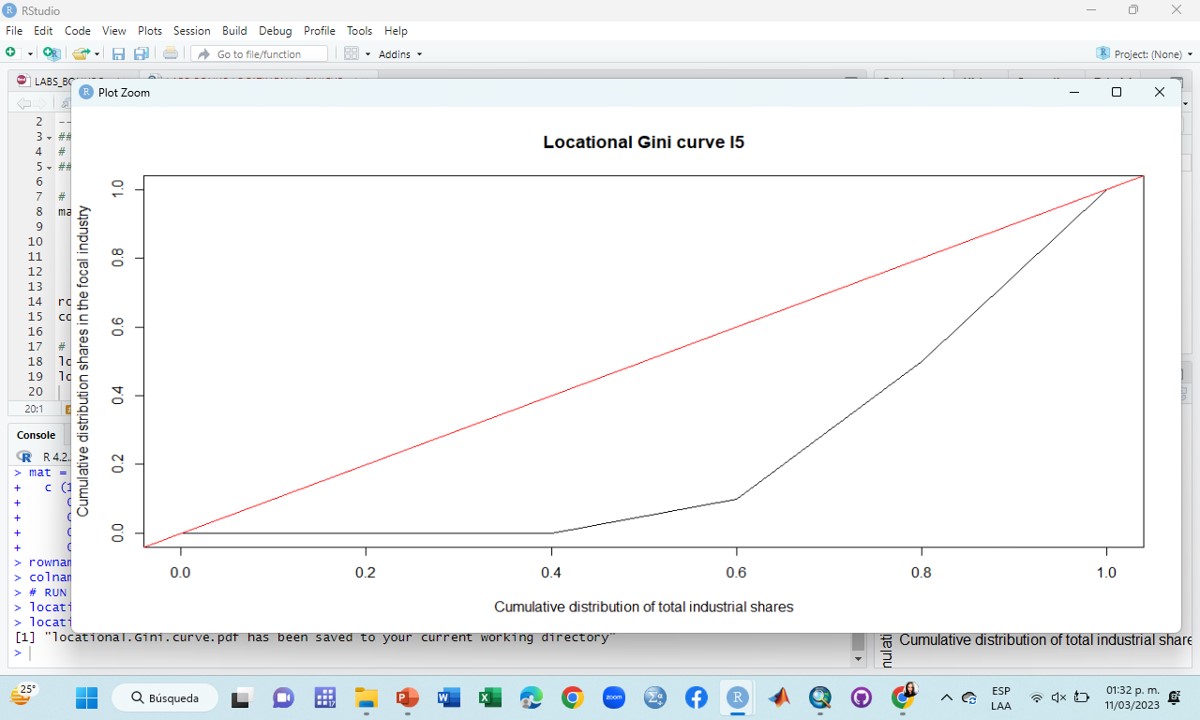 RStudio
File Edit Code View Plots Session Build Debug Profile Tools Help
Go to file/function
Addins
Project: (None)
LABS_BO
Plot Zoom
2 --
3 ##
4 #
5 ##
6
7 #
8 ma
9
10
11
12
13
14 ro
15 co
16
17 #
18 lo
19 lo
20
20:1
Locational Gini curve I5
Cumulative distribution shares in the focal industry
1.0
0.8
0.6
0.4
0.2
0.0
0.0 0.2 0.4 0.6 0.8 1.0
Cumulative distribution of total industrial shares
Console
R 4.2.
> mat =
+ c (1
+
+
+
+
> rownam
> colnam
> # RUN
> locati
> locati
[1] "locational.Gini.curve.pdf has been saved to your current working directory"
>
Cumulative distribution of total industrial share
nulati
25°
Búsqueda
zoom
ESP
LAA
01:32 p. m.
11/03/2023